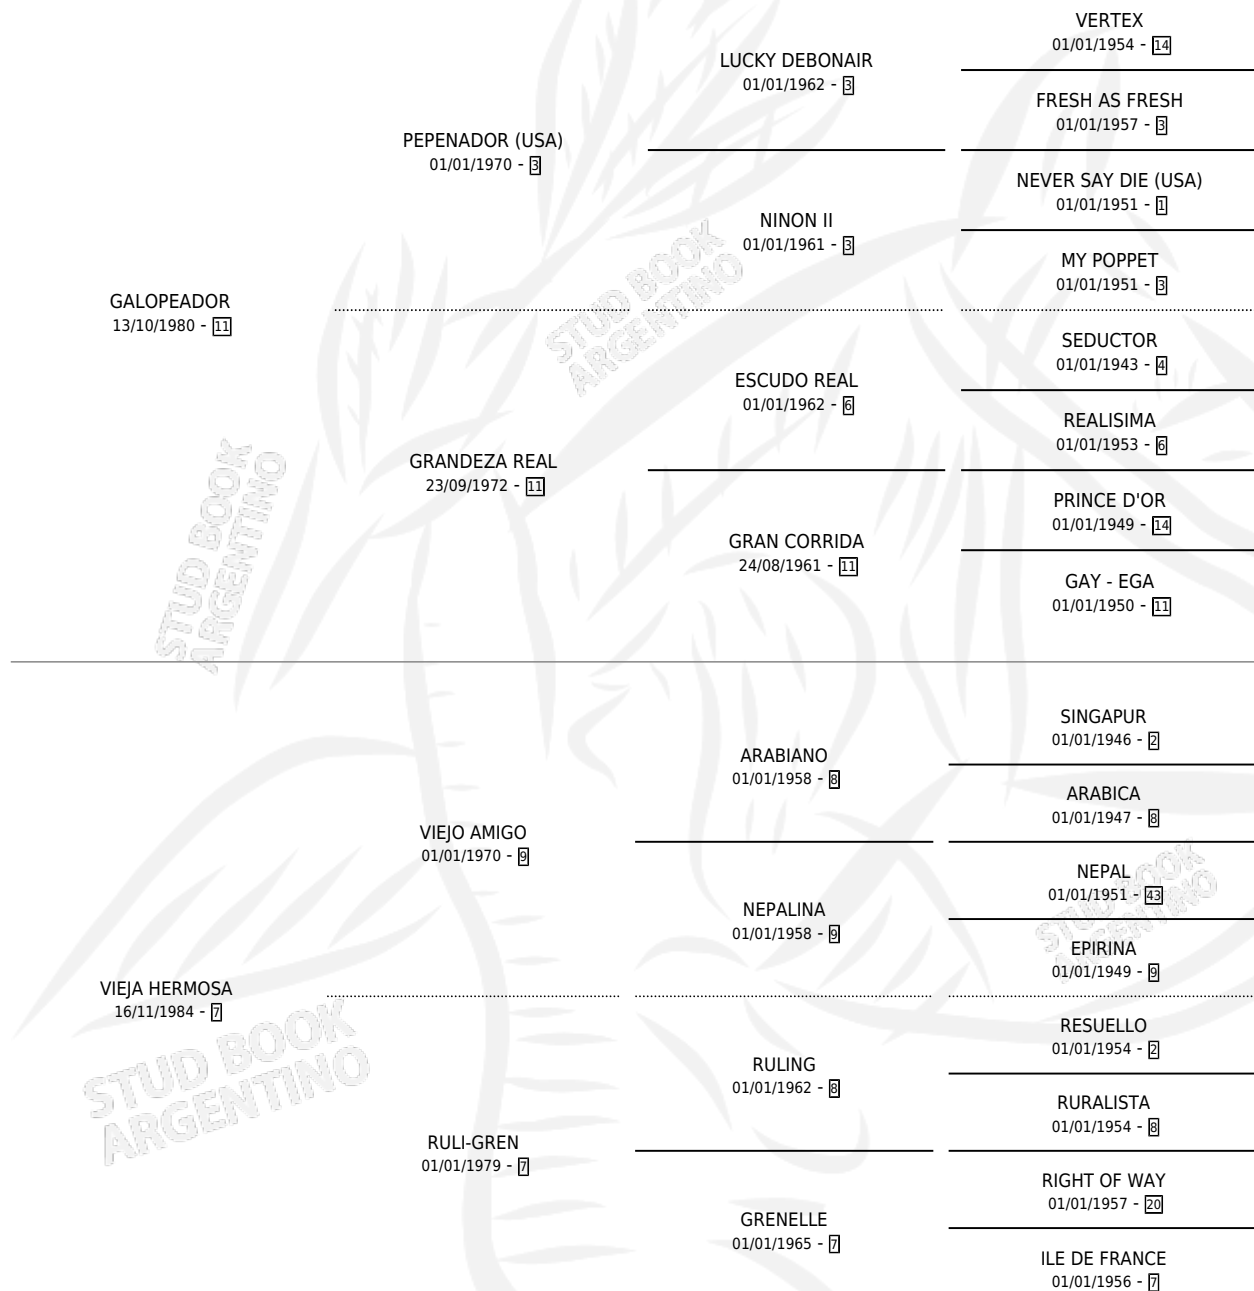 VERTEX
01/01/1954 - 14
LUCKY DEBONAIR
01/01/1962 - 3
FRESH AS FRESH
01/01/1957 - 3
PEPENADOR (USA)
01/01/1970 - 3
NEVER SAY DIE (USA)
01/01/1951 - 1
NINON II
01/01/1961 - 3
MY POPPET
01/01/1951 - 3
GALOPEADOR
13/10/1980 - 11
SEDUCTOR
01/01/1943 - 4
ESCUDO REAL
01/01/1962 - 6
REALISIMA
01/01/1953 - 6
GRANDEZA REAL
23/09/1972 - 11
PRINCE D'OR
01/01/1949 - 14
GRAN CORRIDA
24/08/1961 - 11
GAY - EGA
01/01/1950 - 11
SINGAPUR
01/01/1946 - 2
ARABIANO
01/01/1958 - 8
ARABICA
01/01/1947 - 8
VIEJO AMIGO
01/01/1970 - 9
NEPAL
01/01/1951 - 43
NEPALINA
01/01/1958 - 9
EPIRINA
01/01/1949 - 9
VIEJA HERMOSA
16/11/1984 - 7
RESUELLO
01/01/1954 - 2
RULING
01/01/1962 - 8
RURALISTA
01/01/1954 - 8
RULI-GREN
01/01/1979 - 7
RIGHT OF WAY
01/01/1957 - 20
GRENELLE
01/01/1965 - 7
ILE DE FRANCE
01/01/1956 - 7
STUD BOOK
ARGENTINO
STUD BOOK
ARGENTINO
STUD BOOK
ARGENTINO
STUD BOOK
ARGENTINO